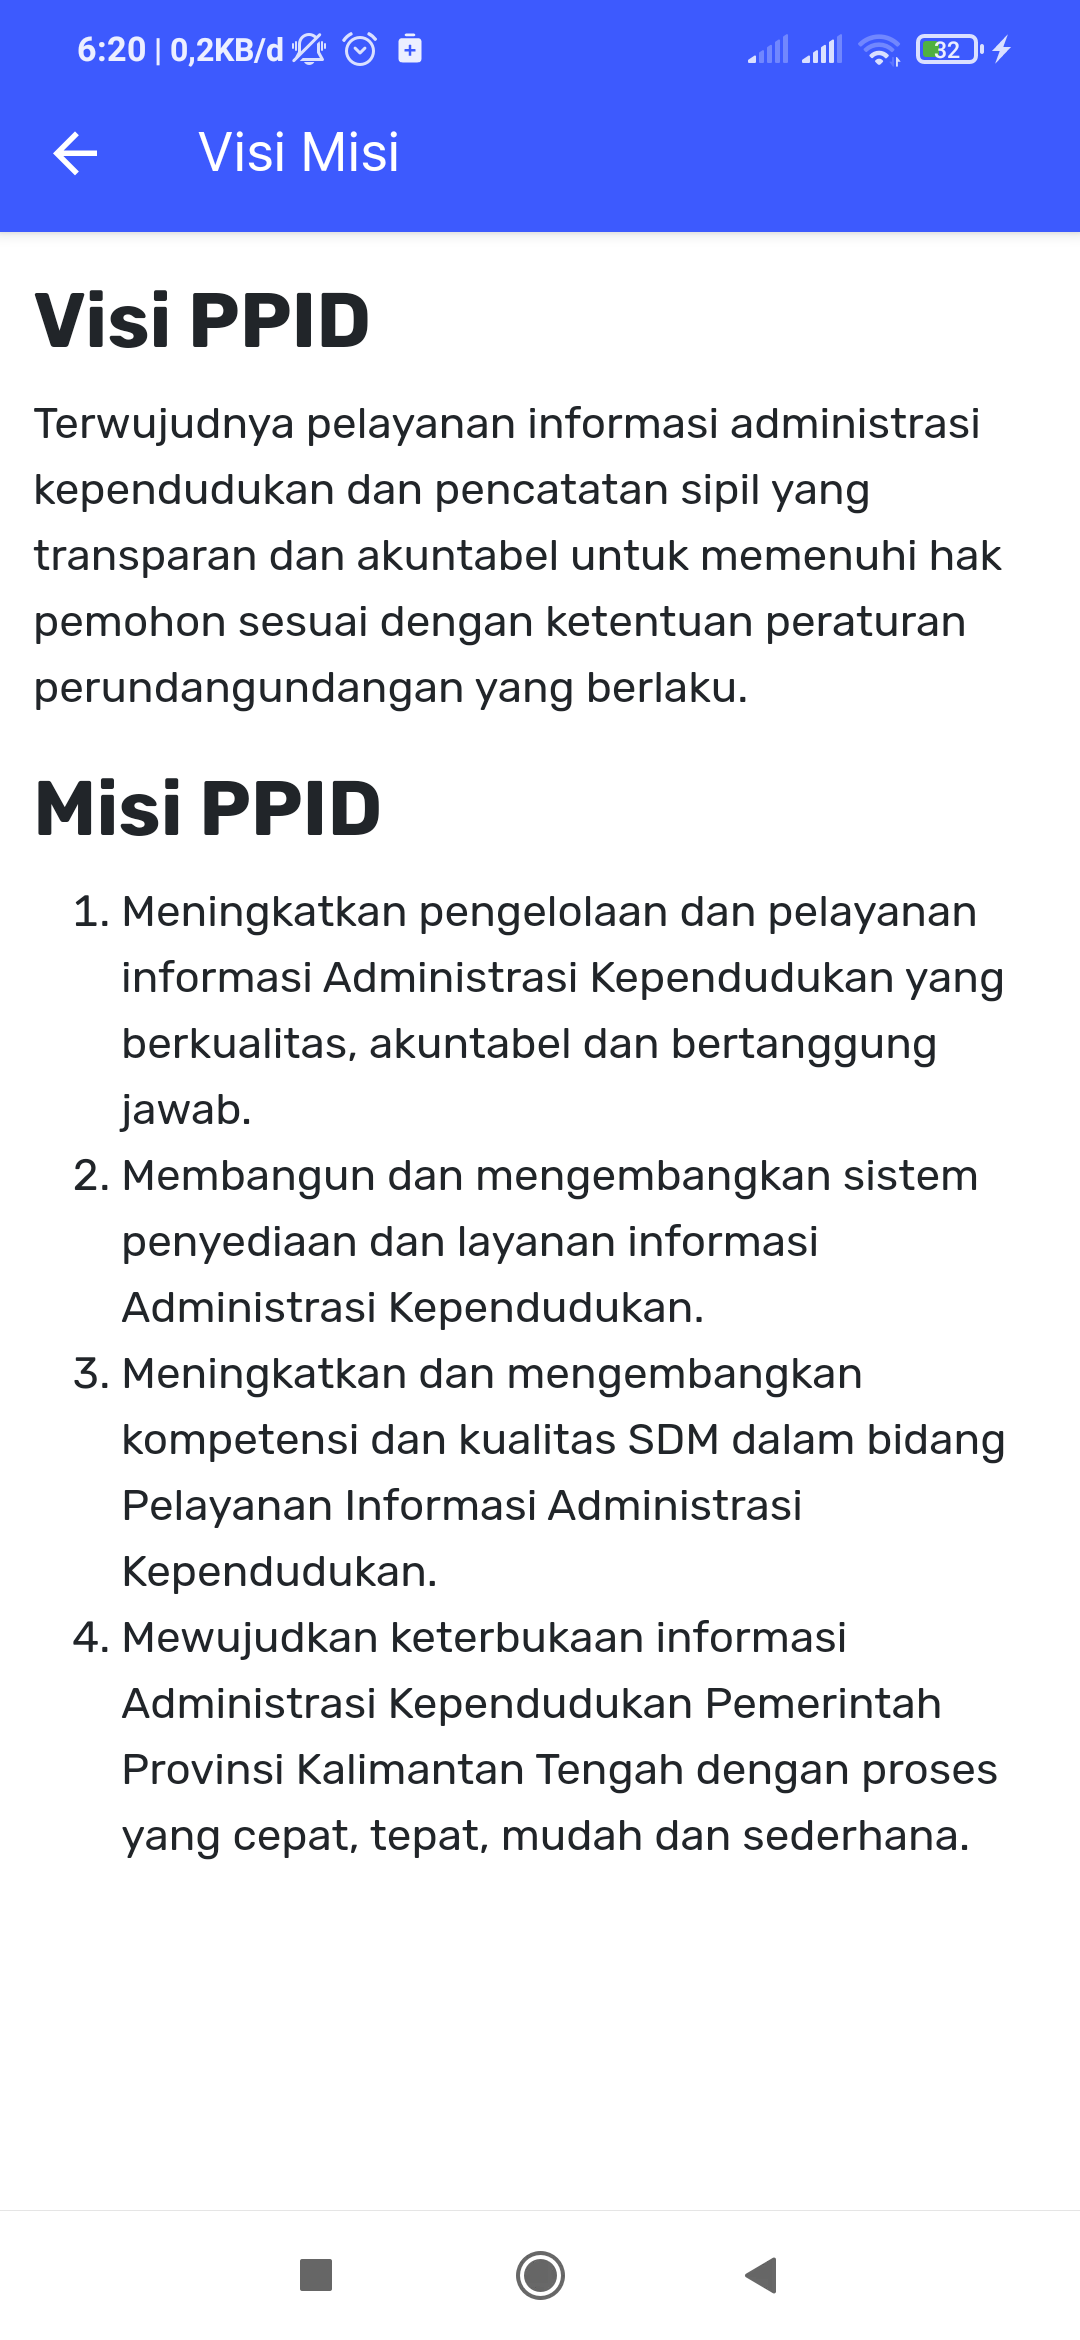 6:20 | 0,2KB/d
32
Visi Misi
Visi PPID
Terwujudnya pelayanan informasi administrasi
kependudukan dan pencatatan sipil yang
transparan dan akuntabel untuk memenuhi hak
pemohon sesuai dengan ketentuan peraturan
perundangundangan yang berlaku.
Misi PPID
1. Meningkatkan pengelolaan dan pelayanan
informasi Administrasi Kependudukan yang
berkualitas, akuntabel dan bertanggung
jawab.
2. Membangun dan mengembangkan sistem
penyediaan dan layanan informasi
Administrasi Kependudukan.
3. Meningkatkan dan mengembangkan
kompetensi dan kualitas SDM dalam bidang
Pelayanan Informasi Administrasi
Kependudukan.
4. Mewujudkan keterbukaan informasi
Administrasi Kependudukan Pemerintah
Provinsi Kalimantan Tengah dengan proses
yang cepat, tepat, mudah dan sederhana.